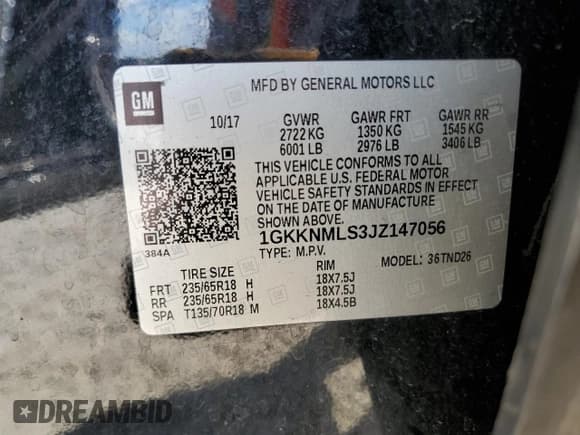 GM
MFD BY GENERAL MOTORS LLC
10/17 GVWR GAWR FRT GAWR RR
2722 KG 1350 KG 1545 KG
6001 LB 2976 LB 3406 LB
THIS VEHICLE CONFORMS TO ALL
APPLICABLE U.S. FEDERAL MOTOR
VEHICLE SAFETY STANDARDS IN EFFECT
ON THE DATE OF MANUFACTURE
SHOWN ABOVE.
384A 1GKKNMLS3JZ147056
TYPE: M.P.V. MODEL: 36TND26
TIRE SIZE RIM
FRT 235/65R18 H 18X7.5J
RR 235/65R18 H 18X7.5J
SPA T135/70R18 M 18X4.5B
DREAMBID